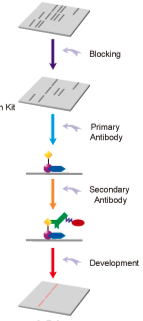 Blocking
n Kit
Primary
Antibody
Secondary
Antibody
Development